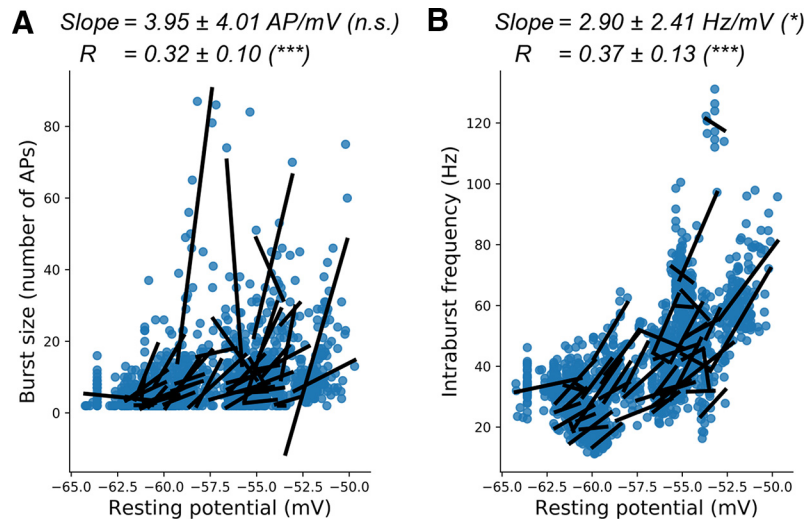 A
Slope = 3.95 ± 4.01 AP/mV (n.s.)
R = 0.32 ± 0.10 (***)
Burst size (number of APs)
80
60
40
20
0
−65.0 −62.5 −60.0 −57.5 −55.0 −52.5 −50.0
Resting potential (mV)
B
Slope = 2.90 ± 2.41 Hz/mV (*)
R = 0.37 ± 0.13 (***)
Intraburst frequency (Hz)
120
100
80
60
40
20
−65.0 −62.5 −60.0 −57.5 −55.0 −52.5 −50.0
Resting potential (mV)